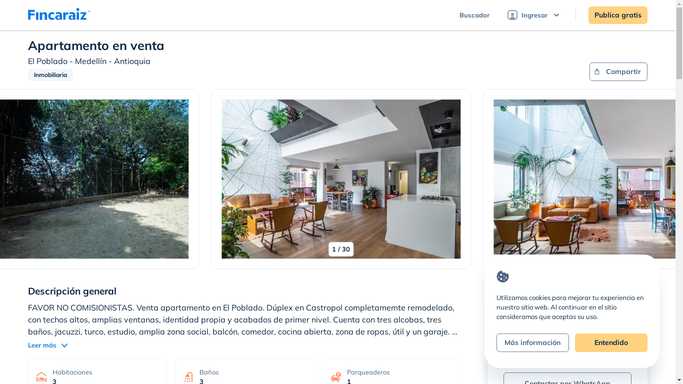 Fincaraiz
Buscador
Ingresar
Publica gratis
Apartamento en venta
El Poblado - Medellín - Antioquia
Inmobiliaria
Compartir
1 / 30
Descripción general
FAVOR NO COMISIONISTAS. Venta apartamento en El Poblado. Dúplex en Castropol completamente remodelado,
con techos altos, amplias ventanas, identidad propia y acabados de primer nivel. Cuenta con tres alcobas, tres
baños, jacuzzi, turco, estudio, amplia zona social, balcón, comedor, cocina abierta, zona de ropas, útil y un garaje. ...
Leer más
Habitaciones
3
Baños
3
Parqueaderos
1
Utilizamos cookies para mejorar tu experiencia en
nuestro sitio web. Al continuar en el sitio
consideramos que aceptas su uso.
Más información
Entendido
Contactar por WhatsApp